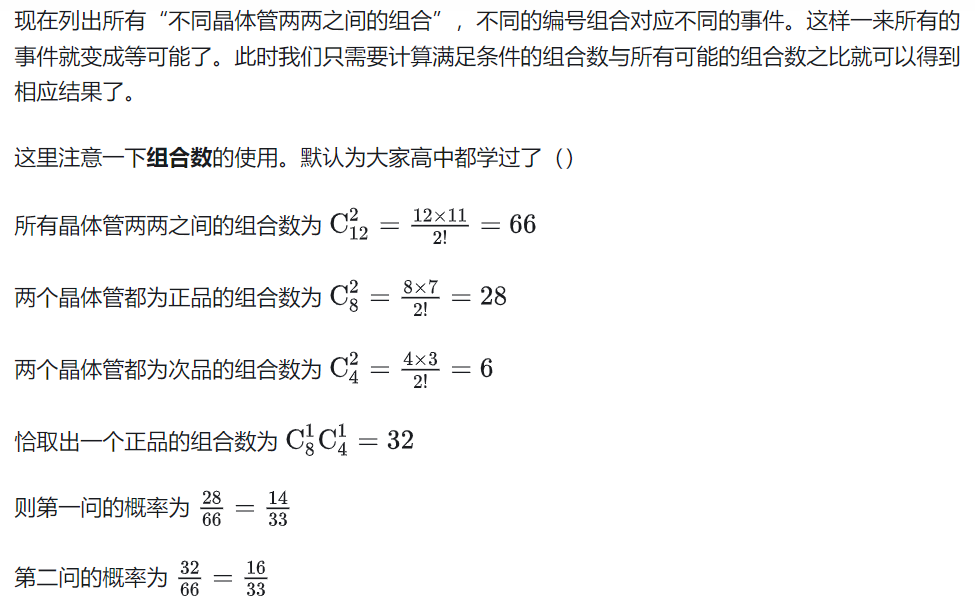 现在列出所有“不同晶体管两两之间的组合”，不同的编号组合对应不同的事件。这样一来所有的
事件就变成等可能了。此时我们只需要计算满足条件的组合数与所有可能的组合数之比就可以得到
相应结果了。
这里注意一下组合数的使用。默认为大家高中都学过了（）
所有晶体管两两之间的组合数为 $\mathrm{C}_{12}^{2} = \frac{12 \times 11}{2!} = 66$
两个晶体管都为正品的组合数为 $\mathrm{C}_{8}^{2} = \frac{8 \times 7}{2!} = 28$
两个晶体管都为次品的组合数为 $\mathrm{C}_{4}^{2} = \frac{4 \times 3}{2!} = 6$
恰取出一个正品的组合数为 $\mathrm{C}_{8}^{1}\mathrm{C}_{4}^{1} = 32$
则第一问的概率为 $\frac{28}{66} = \frac{14}{33}$
第二问的概率为 $\frac{32}{66} = \frac{16}{33}$